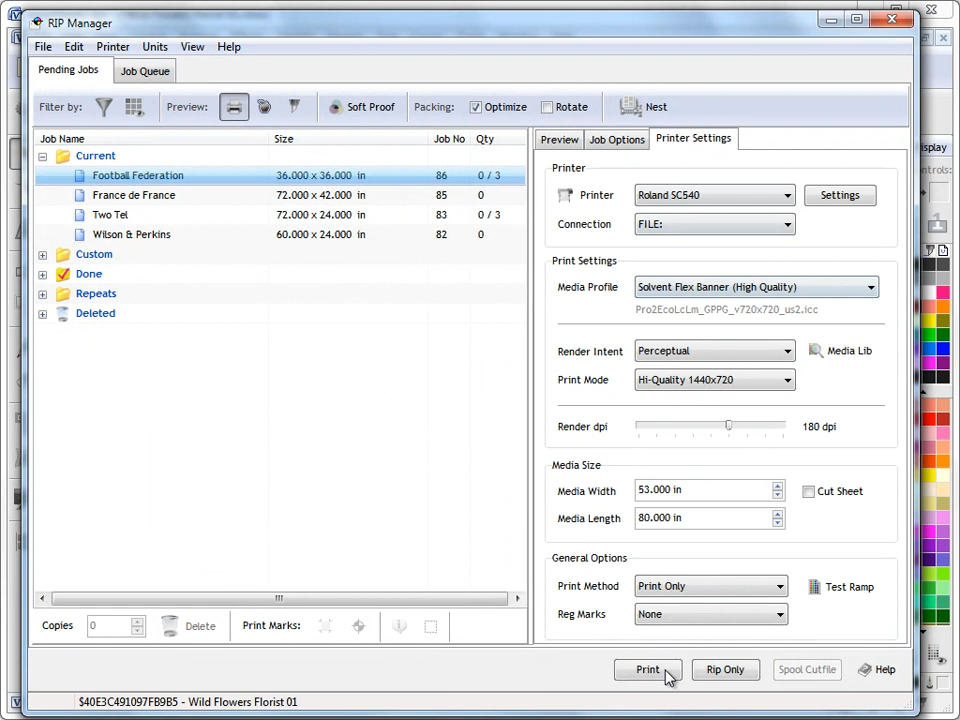 RIP Manager
File Edit Printer Units View Help
Pending Jobs Job Queue
Filter by: Preview: Soft Proof Packing: Optimize Rotate Nest
Job Name Size Job No Qty
Current
Football Federation 36.000 x 36.000 in 86 0 / 3
France de France 72.000 x 42.000 in 85 0
Two Tel 72.000 x 24.000 in 83 0 / 3
Wilson & Perkins 60.000 x 24.000 in 82 0
Custom
Done
Repeats
Deleted
Preview Job Options Printer Settings
Printer
Printer Roland SC540 Settings
Connection FILE:
Print Settings
Media Profile Solvent Flex Banner (High Quality)
Pro2EcoLcLm_GPPG_v720x720_us2.icc
Render Intent Perceptual Media Lib
Print Mode Hi-Quality 1440x720
Render dpi 180 dpi
Media Size
Media Width 53.000 in Cut Sheet
Media Length 80.000 in
General Options
Print Method Print Only Test Ramp
Reg Marks None
Copies 0 Delete Print Marks:
Print Rip Only Spool Cutfile Help
$40E3C491097FB9B5 - Wild Flowers Florist 01